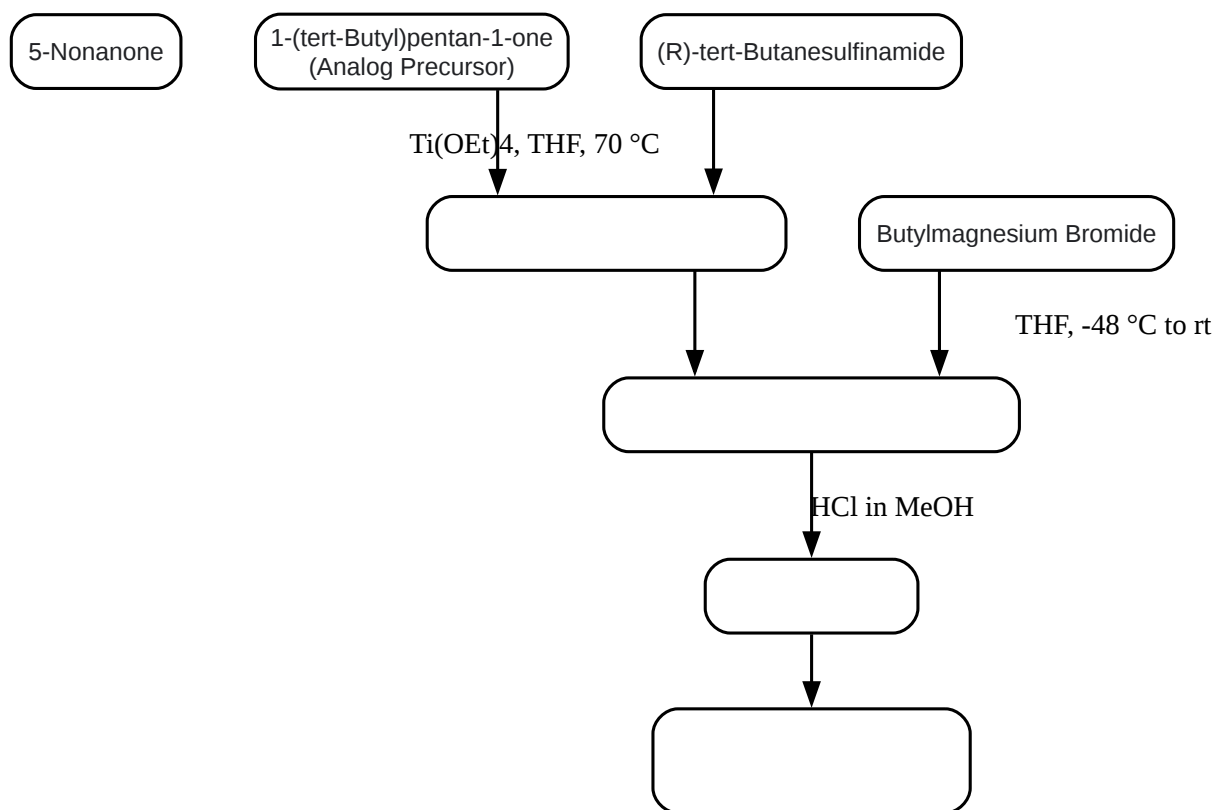 5-Nonanone
1-(tert-Butyl)pentan-1-one
(Analog Precursor)
(R)-tert-Butanesulfinamide
Ti(OEt)4, THF, 70 °C
Butylmagnesium Bromide
THF, -48 °C to rt
HCl in MeOH